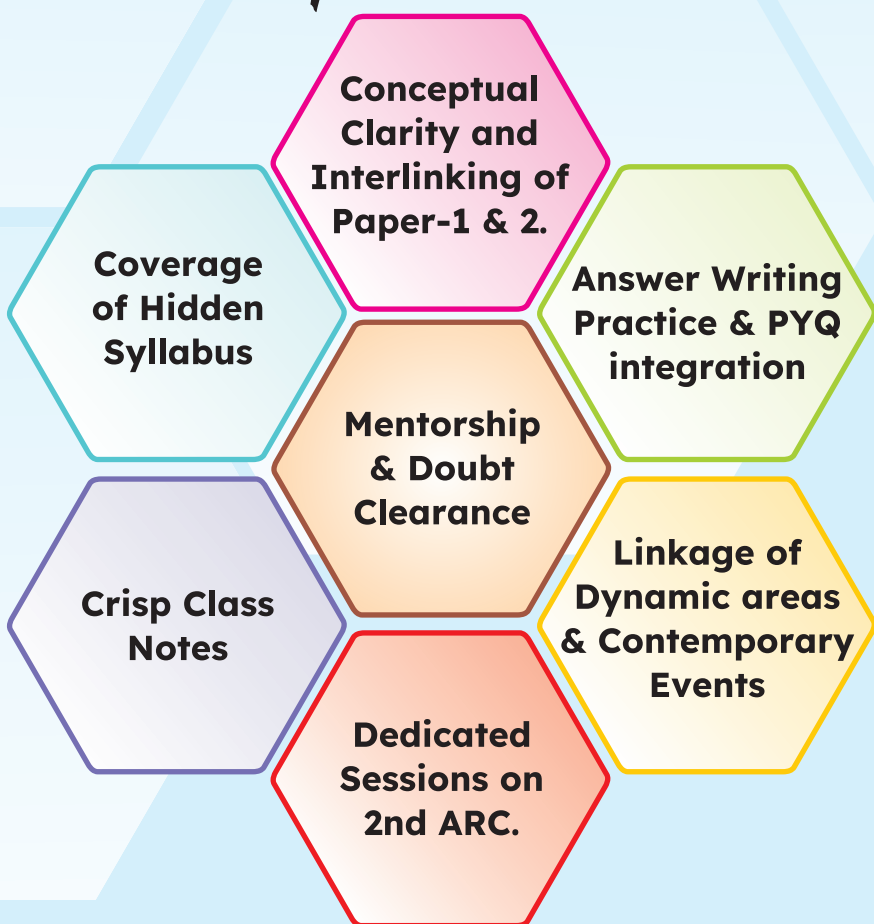 Conceptual
Clarity and
Interlinking of
Paper-1 & 2.
Coverage
of Hidden
Syllabus
Answer Writing
Practice & PYQ
integration
Mentorship
& Doubt
Clearance
Crisp Class
Notes
Linkage of
Dynamic areas
& Contemporary
Events
Dedicated
Sessions on
2nd ARC.